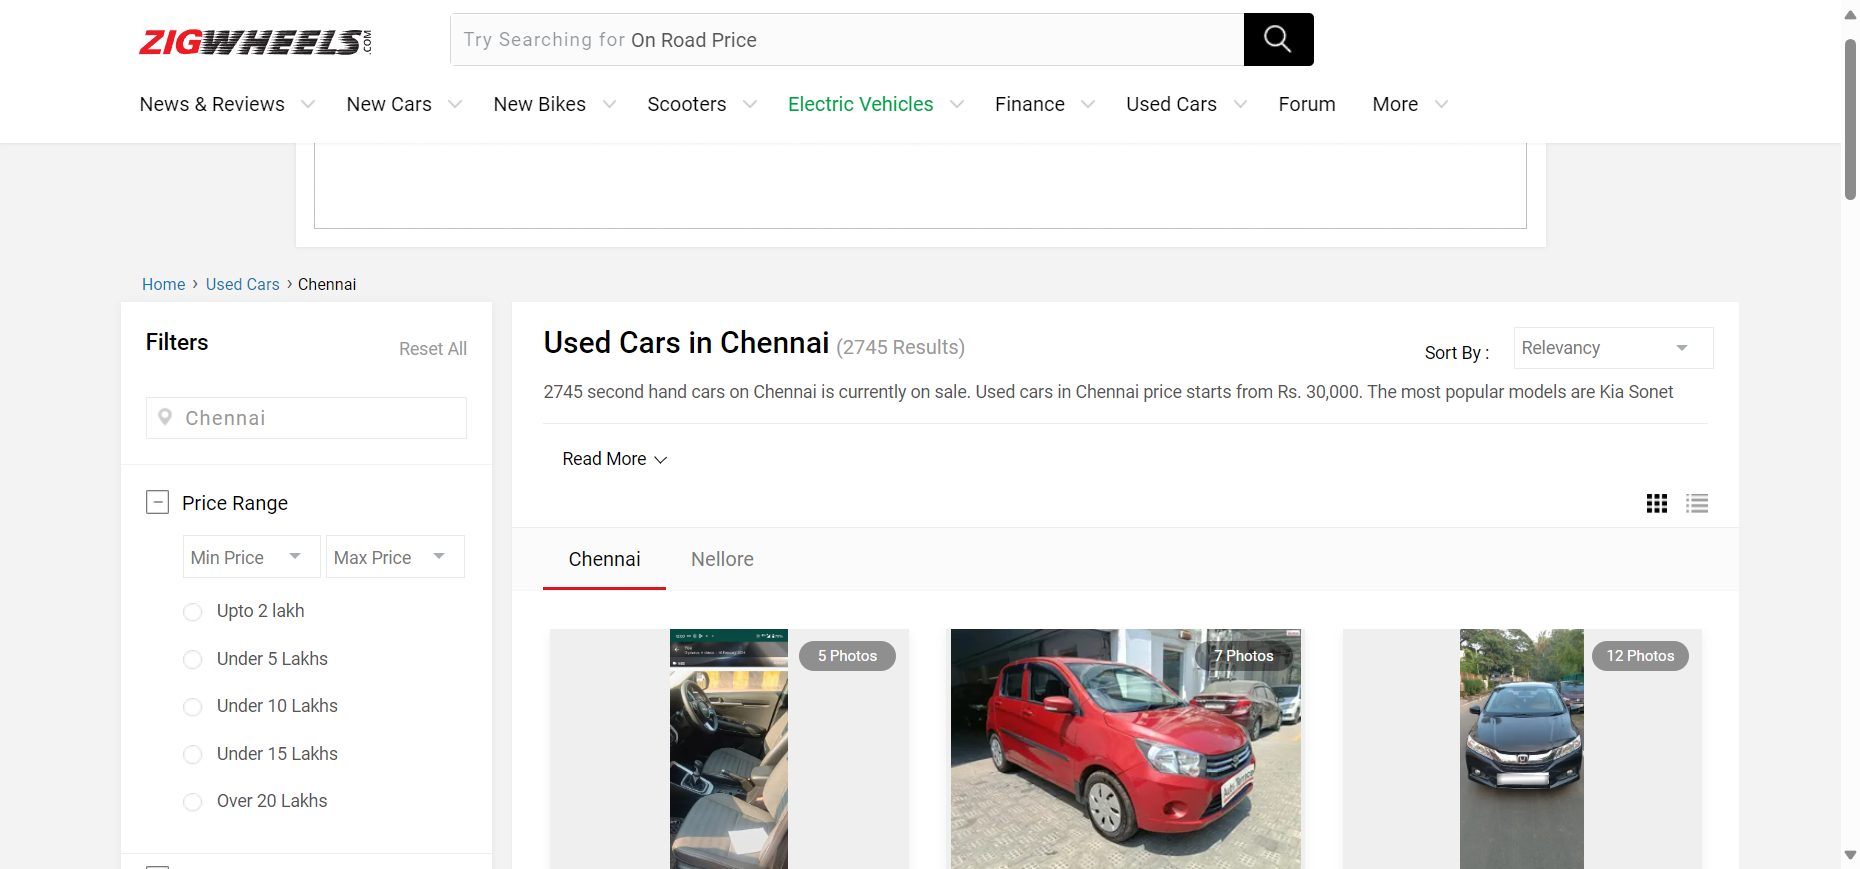 ZIGWHEELS.COM
Try Searching for On Road Price
News & Reviews New Cars New Bikes Scooters Electric Vehicles Finance Used Cars Forum More
Home › Used Cars › Chennai
Filters
Reset All
Chennai
Price Range
Min Price Max Price
Upto 2 lakh
Under 5 Lakhs
Under 10 Lakhs
Under 15 Lakhs
Over 20 Lakhs
Used Cars in Chennai (2745 Results)
Sort By : Relevancy
2745 second hand cars on Chennai is currently on sale. Used cars in Chennai price starts from Rs. 30,000. The most popular models are Kia Sonet
Read More
Chennai Nellore
5 Photos
7 Photos
12 Photos